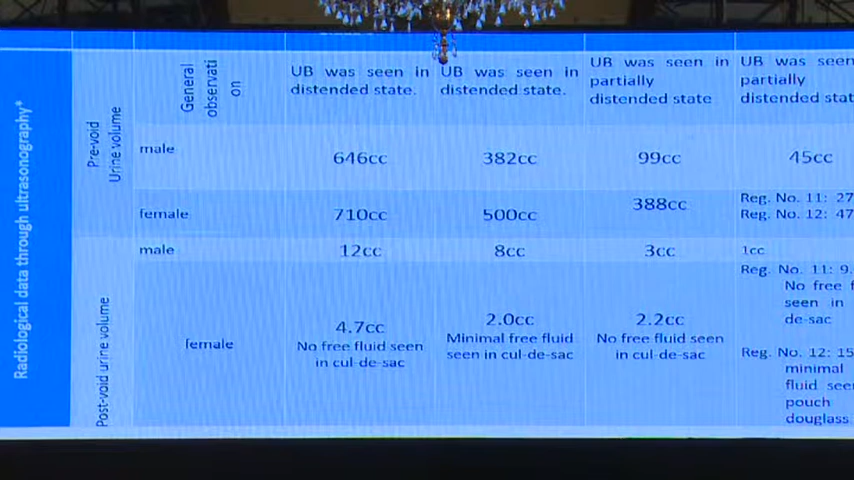 Radiological data through ultrasonography*
General
observati
on
UB was seen in
distended state.
UB was seen in
distended state.
UB was seen in
partially
distended state
UB was seen
partially
distended
Pre-void
Urine volume
male
646cc
382cc
99cc
45cc
female
710cc
500cc
388cc
Reg. No. 11: 27
Reg. No. 12: 47
Post-void urine volume
male
12cc
8cc
3cc
1cc
female
4.7cc
No free fluid seen
in cul-de-sac
2.0cc
Minimal free fluid
seen in cul-de-sac
2.2cc
No free fluid seen
in cul-de-sac
Reg. No. 11: 9.
No free
seen in
de-sac
Reg. No. 12: 15
minimal
fluid
pouch
douglass